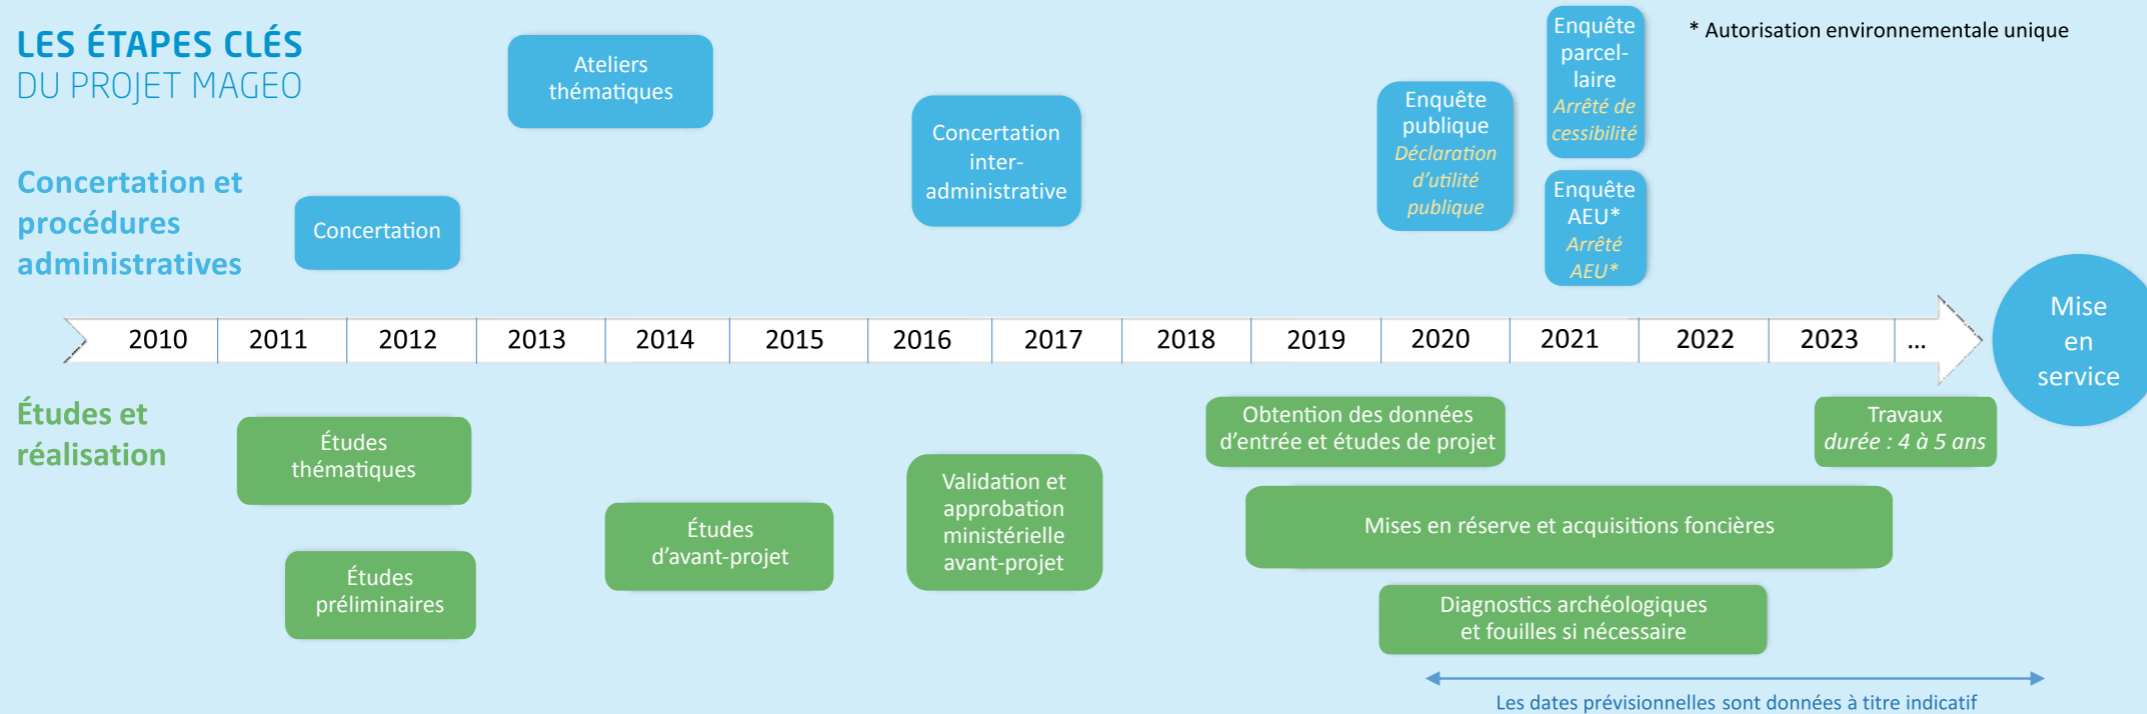 LES ÉTAPES CLÉS
DU PROJET MAGEO
* Autorisation environnementale unique
Concertation et
procédures
administratives
Concertation
Ateliers
thématiques
Concertation
inter-
administrative
Enquête
publique
Déclaration
d’utilité
publique
Enquête
parcel-
laire
Arrêté de
cessibilité
Enquête
AEU*
Arrêté
AEU*
2010 2011 2012 2013 2014 2015 2016 2017 2018 2019 2020 2021 2022 2023 ...
Mise
en
service
Études et
réalisation
Études
thématiques
Études
préliminaires
Études
d’avant-projet
Validation et
approbation
ministérielle
avant-projet
Obtention des données
d’entrée et études de projet
Travaux
durée : 4 à 5 ans
Mises en réserve et acquisitions foncières
Diagnostics archéologiques
et fouilles si nécessaire
Les dates prévisionnelles sont données à titre indicatif